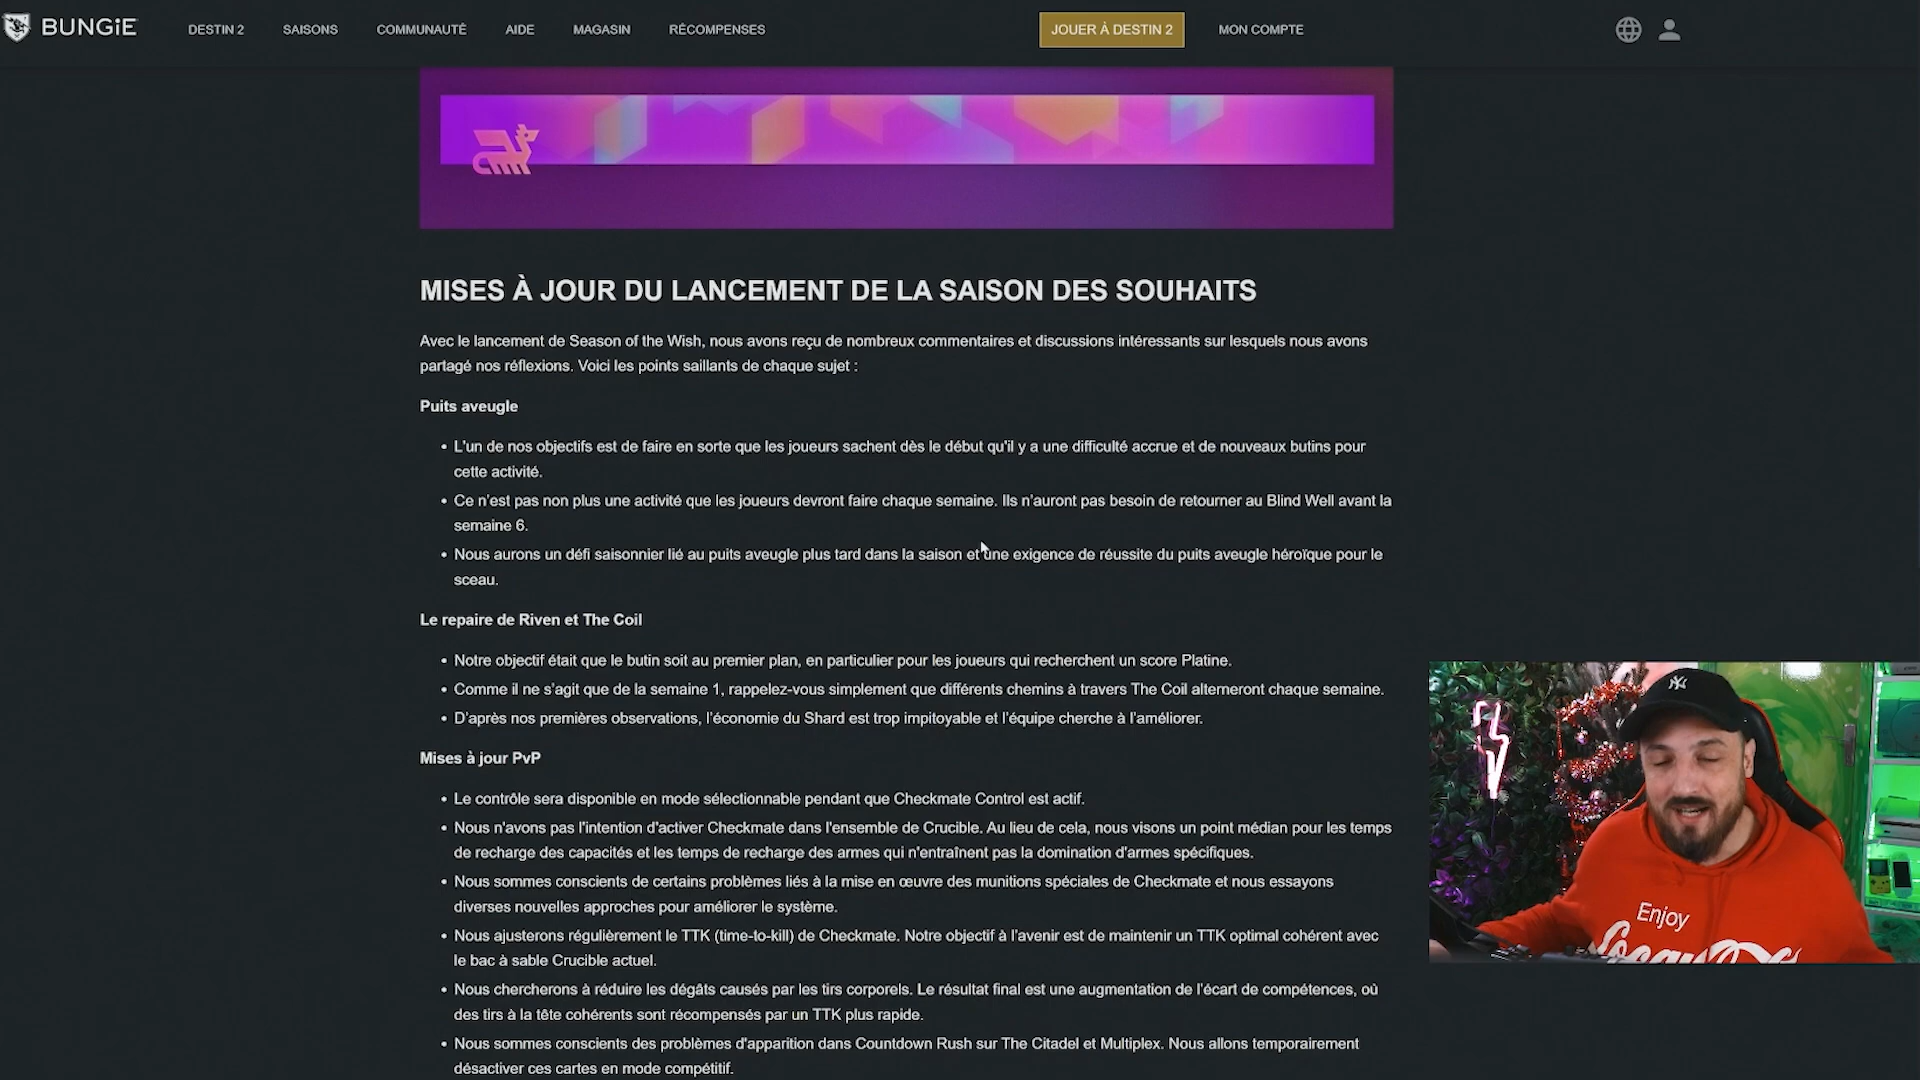 BUNGiE
DESTIN 2
SAISONS
COMMUNAUTÉ
AIDE
MAGASIN
RÉCOMPENSES
JOUER À DESTIN 2
MON COMPTE
MISES À JOUR DU LANCEMENT DE LA SAISON DES SOUHAITS
Avec le lancement de Season of the Wish, nous avons reçu de nombreux commentaires et discussions intéressants sur lesquels nous avons
partagé nos réflexions. Voici les points saillants de chaque sujet :
Puits aveugle
• L'un de nos objectifs est de faire en sorte que les joueurs sachent dès le début qu'il y a une difficulté accrue et de nouveaux butins pour
cette activité.
• Ce n'est pas non plus une activité que les joueurs devront faire chaque semaine. Ils n'auront pas besoin de retourner au Blind Well avant la
semaine 6.
• Nous aurons un défi saisonnier lié au puits aveugle plus tard dans la saison et une exigence de réussite du puits aveugle héroïque pour le
sceau.
Le repaire de Riven et The Coil
• Notre objectif était que le butin soit au premier plan, en particulier pour les joueurs qui recherchent un score Platine.
• Comme il ne s'agit que de la semaine 1, rappelez-vous simplement que différents chemins à travers The Coil alterneront chaque semaine.
• D'après nos premières observations, l'économie du Shard est trop impitoyable et l'équipe cherche à l'améliorer.
Mises à jour PvP
• Le contrôle sera disponible en mode sélectionnable pendant que Checkmate Control est actif.
• Nous n'avons pas l'intention d'activer Checkmate dans l'ensemble de Crucible. Au lieu de cela, nous visons un point médian pour les temps
de recharge des capacités et les temps de recharge des armes qui n'entraînent pas la domination d'armes spécifiques.
• Nous sommes conscients de certains problèmes liés à la mise en œuvre des munitions spéciales de Checkmate et nous essayons
diverses nouvelles approches pour améliorer le système.
• Nous ajusterons régulièrement le TTK (time-to-kill) de Checkmate. Notre objectif à l'avenir est de maintenir un TTK optimal cohérent avec
le bac à sable Crucible actuel.
• Nous chercherons à réduire les dégâts causés par les tirs corporels. Le résultat final est une augmentation de l'écart de compétences, où
des tirs à la tête cohérents sont récompensés par un TTK plus rapide.
• Nous sommes conscients des problèmes d'apparition dans Countdown Rush sur The Citadel et Multiplex. Nous allons temporairement
désactiver ces cartes en mode compétitif.
NY
Enjoy